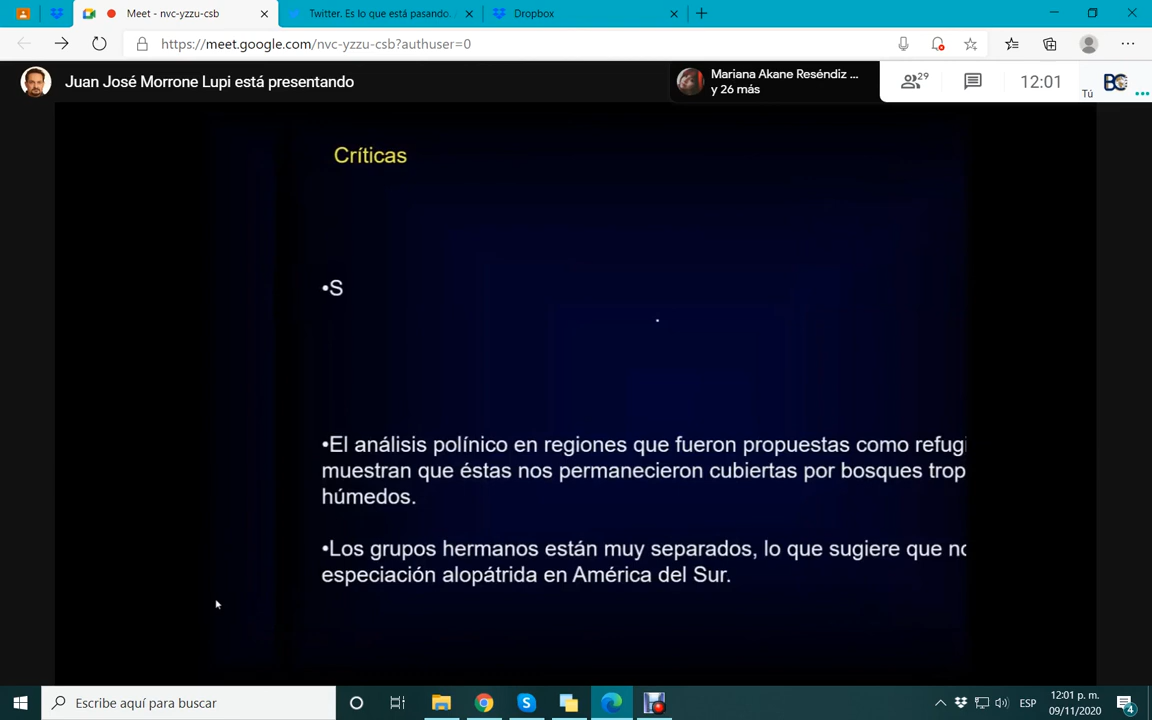 Meet - nvc-yzzu-csb
Twitter. Es lo que está pasando.
Dropbox
https://meet.google.com/nvc-yzzu-csb?authuser=0
Juan José Morrone Lupi está presentando
Mariana Akane Reséndiz ...
y 26 más
29
12:01
Tú
Críticas
•S
•El análisis polínico en regiones que fueron propuestas como refugi
muestran que éstas nos permanecieron cubiertas por bosques trop
húmedos.
•Los grupos hermanos están muy separados, lo que sugiere que no
especiación alopátrida en América del Sur.
Escribe aquí para buscar
ESP
12:01 p. m.
09/11/2020
4